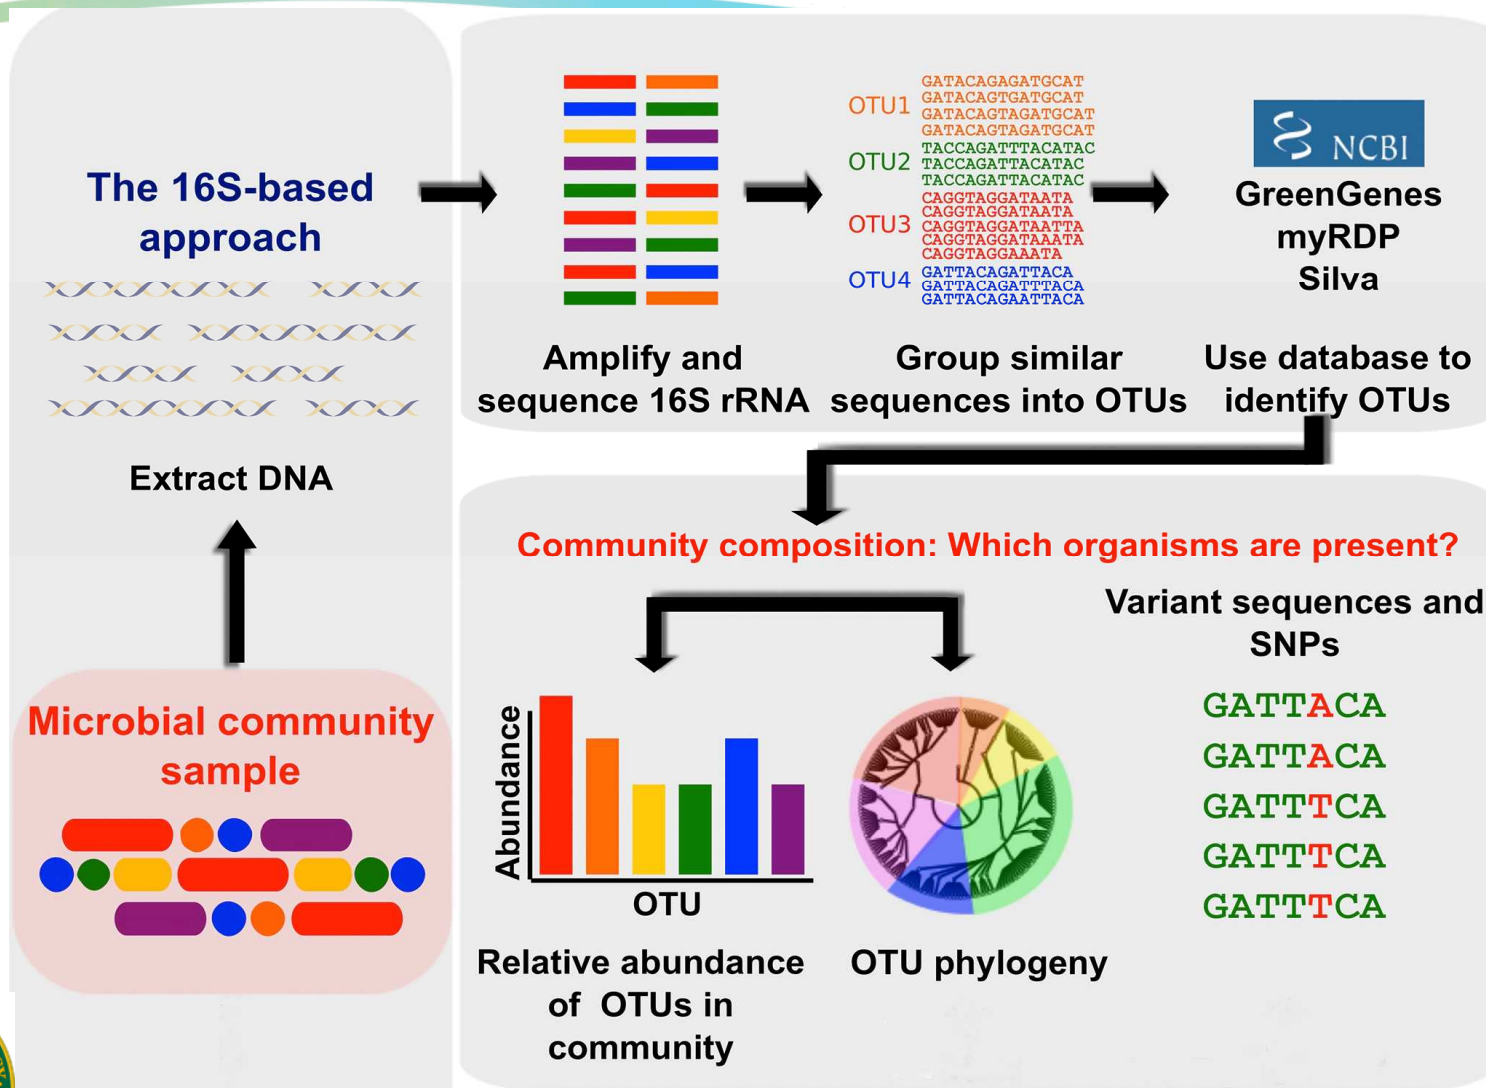 The 16S-based
approach
Extract DNA
Microbial community
sample
OTU1
GATACAGAGATGCAT
GATACAGTGATGCAT
GATACAGTAGATGCAT
GATACAGTAGATGCAT
OTU2
TACCAGATTTACATAC
TACCAGATTACATAC
TACCAGATTACATAC
OTU3
CAGGTAGGATAATA
CAGGTAGGATAATA
CAGGTAGGATAATTA
CAGGTAGGATAAATA
CAGGTAGGAAATA
OTU4
GATTACAGATTACA
GATTACAGATTTACA
GATTACAGAATTACA
NCBI
GreenGenes
myRDP
Silva
Amplify and
sequence 16S rRNA
Group similar
sequences into OTUs
Use database to
identify OTUs
Community composition: Which organisms are present?
Abundance
OTU
Relative abundance
of OTUs in
community
OTU phylogeny
Variant sequences and
SNPs
GATTACA
GATTACA
GATTTCA
GATTTCA
GATTTCA